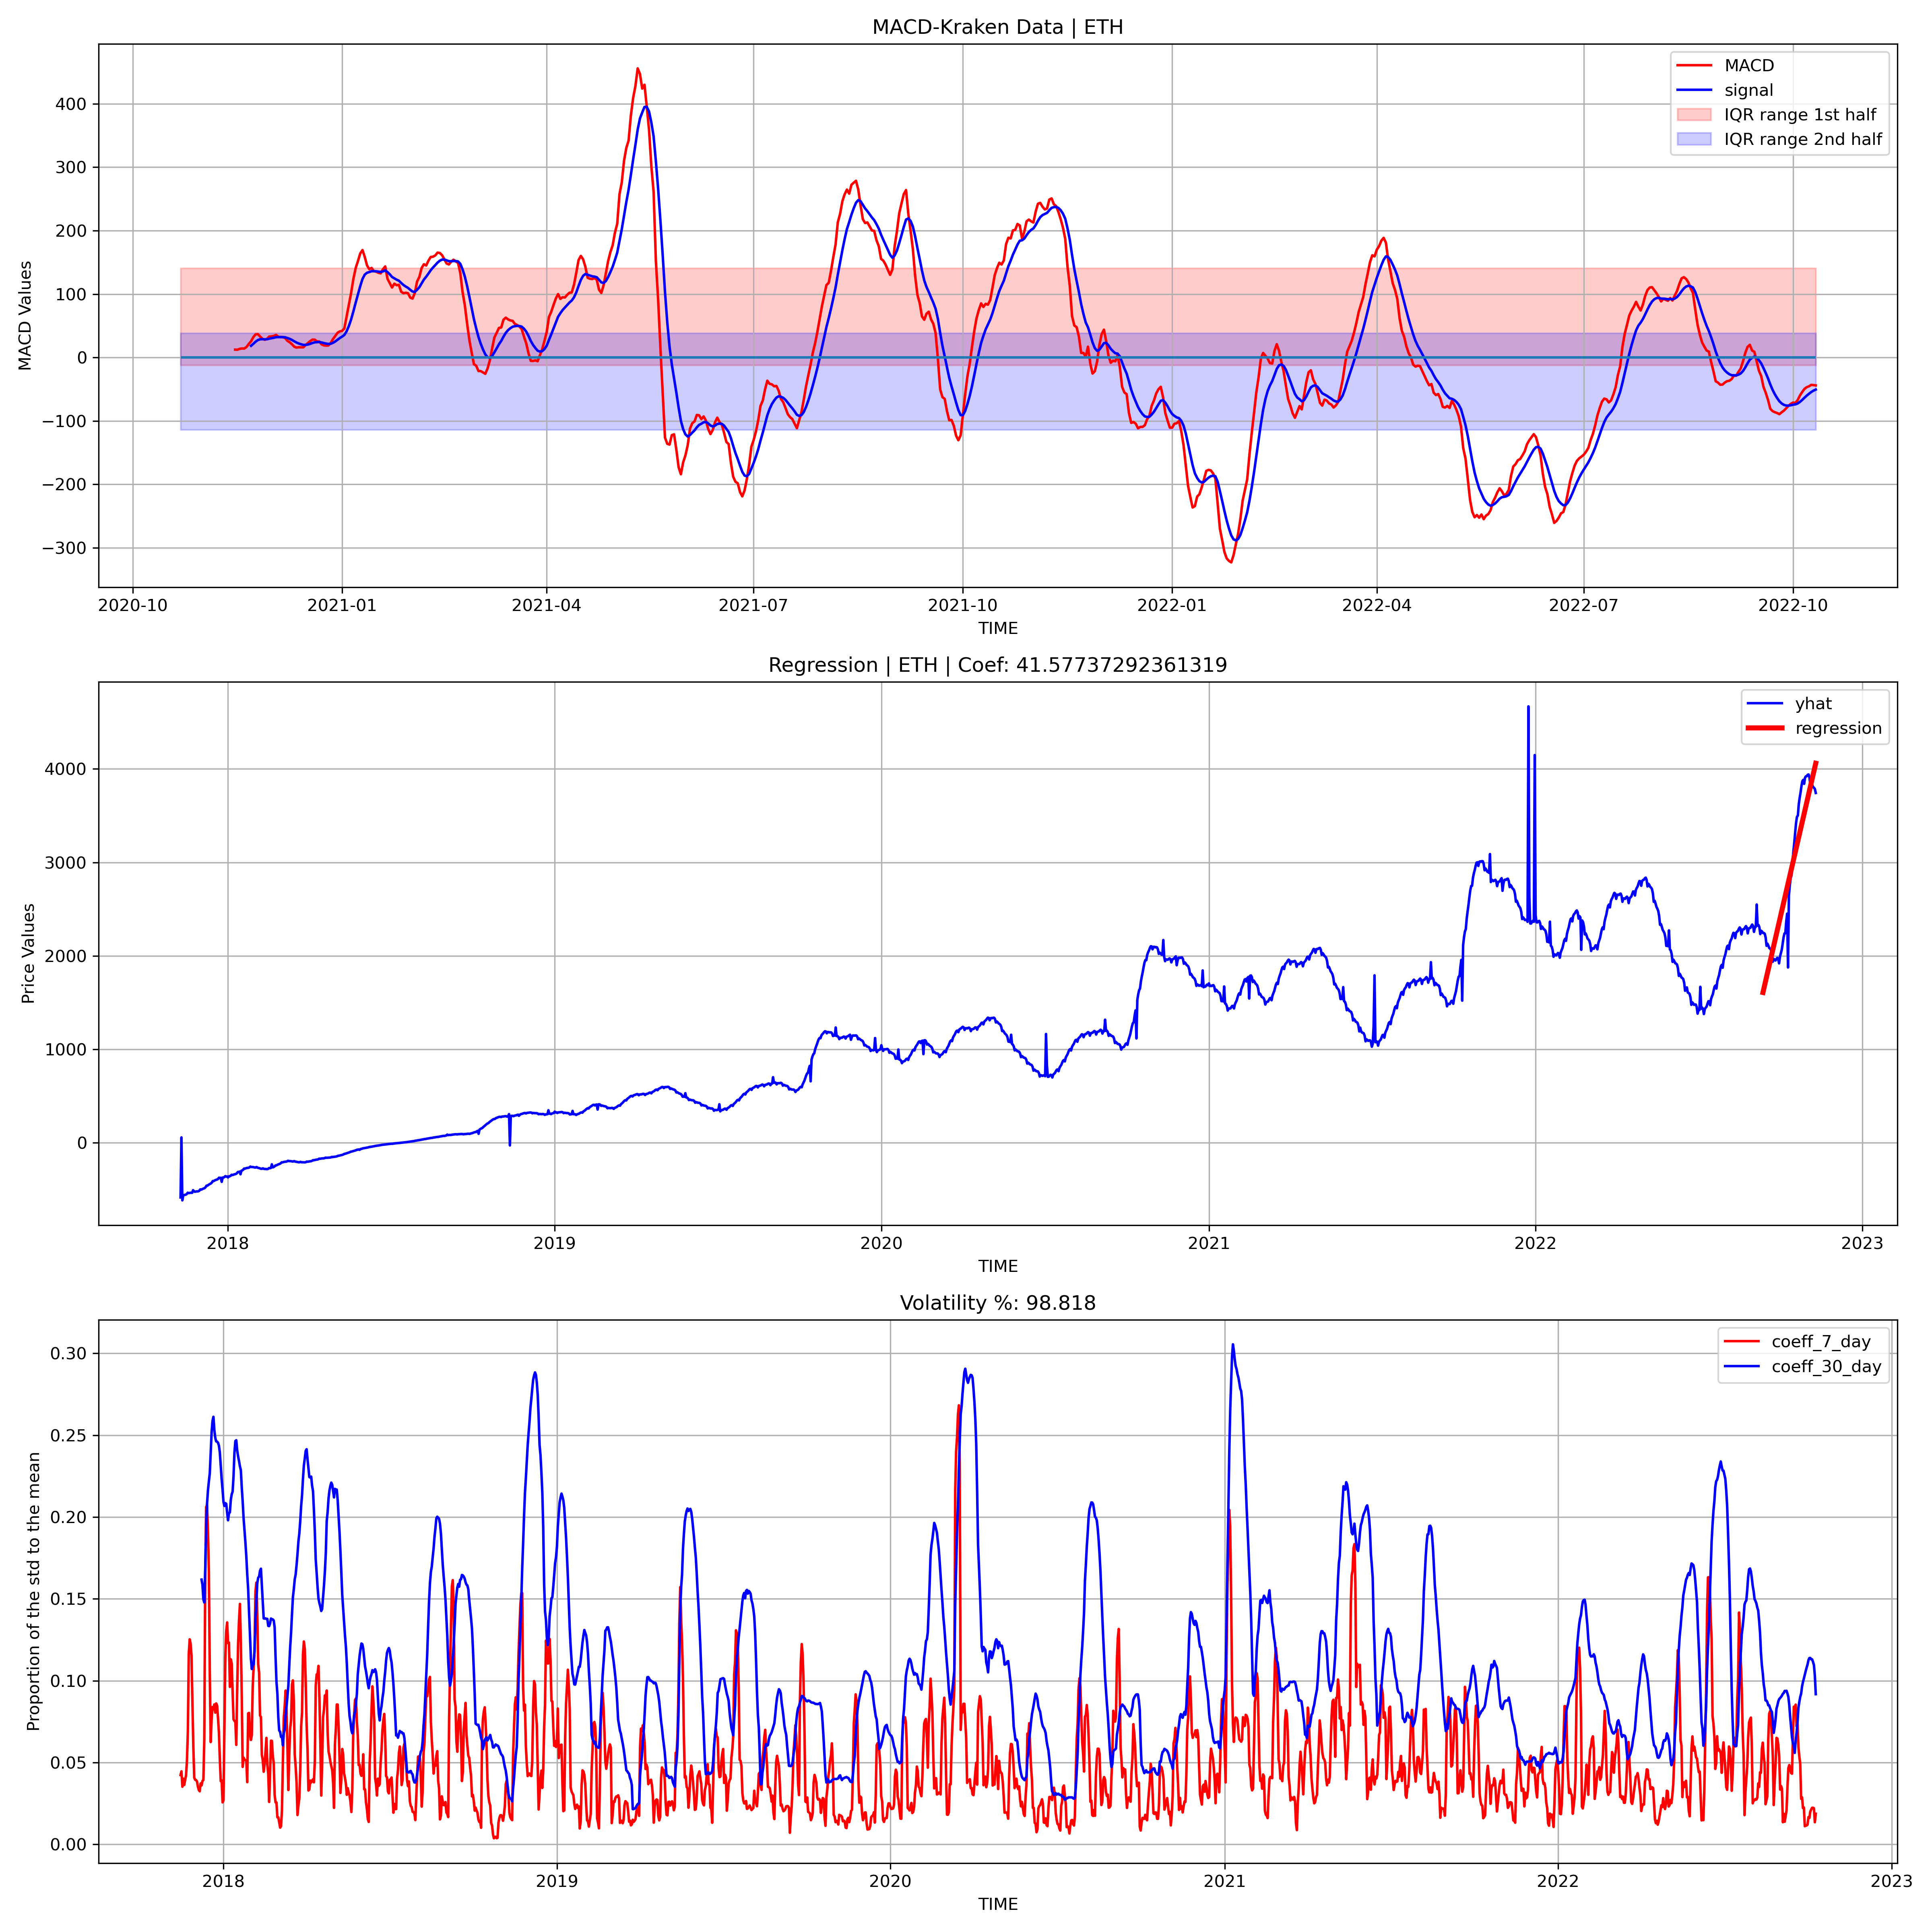 MACD-Kraken Data | ETH
MACD
signal
IQR range 1st half
IQR range 2nd half
MACD Values
400
300
200
100
0
−100
−200
−300
2020-10 2021-01 2021-04 2021-07 2021-10 2022-01 2022-04 2022-07 2022-10
TIME
Regression | ETH | Coef: 41.57737292361319
yhat
regression
Price Values
4000
3000
2000
1000
0
2018 2019 2020 2021 2022 2023
TIME
Volatility %: 98.818
coeff_7_day
coeff_30_day
Proportion of the std to the mean
0.30
0.25
0.20
0.15
0.10
0.05
0.00
2018 2019 2020 2021 2022 2023
TIME